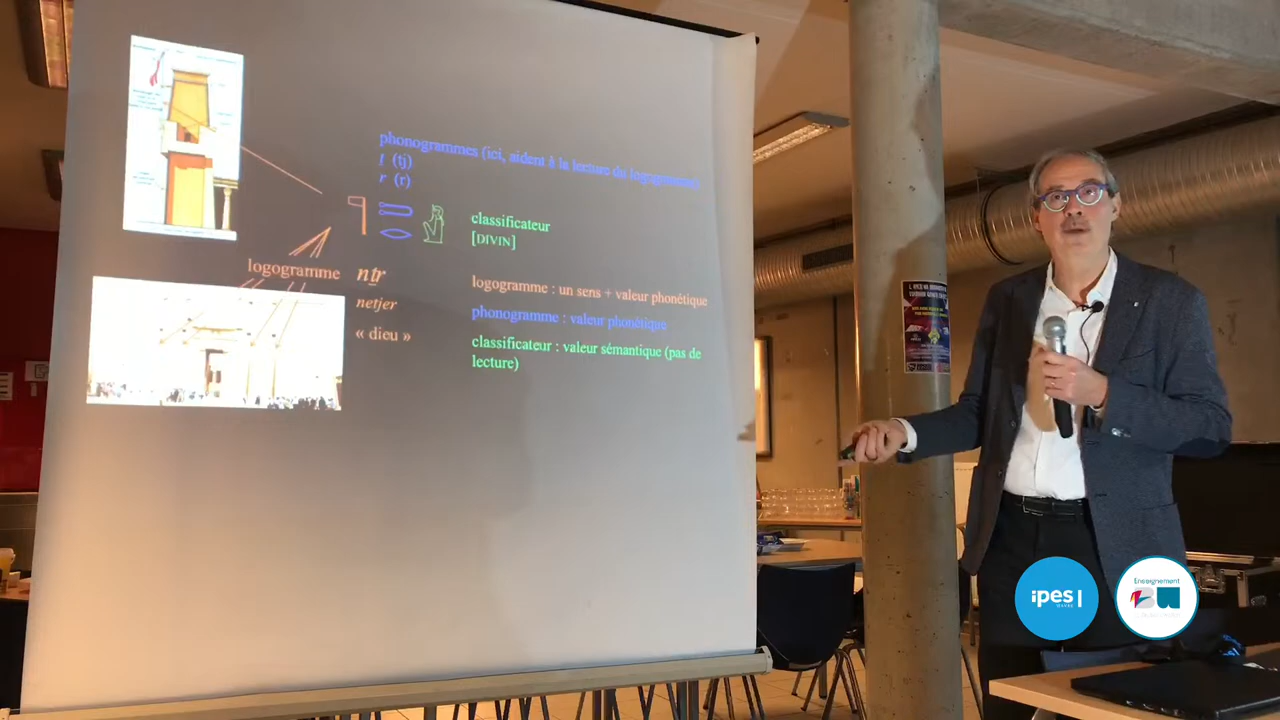 phonogrammes (ici, aident à la lecture du logogramme)
ṯ (tj)
r (r)
classificateur
[DIVIN]
logogramme nṯr
netjer
« dieu »
logogramme : un sens + valeur phonétique
phonogramme : valeur phonétique
classificateur : valeur sémantique (pas de
lecture)
ipes
WAVRE
Enseignement